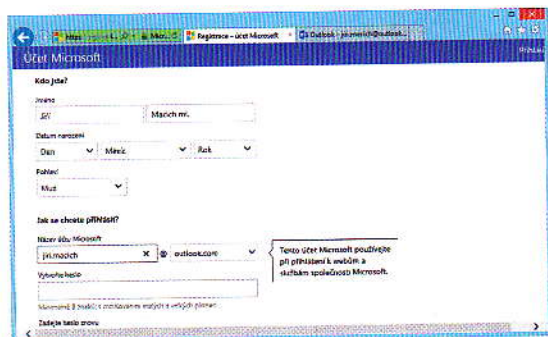 Registrace – účet Microsoft
Outlook
Účet Microsoft
Kdo jste?
Jméno
Jiří
Macich ml.
Datum narození
Den
Měsíc
Rok
Pohlaví
Muž
Jak se chcete přihlásit?
Název účtu Microsoft
jiri.macich
@
outlook.com
Tento účet Microsoft používejte
při přihlášení k webům a
službám společnosti Microsoft.
Vytvořte heslo
Zadejte heslo znovu